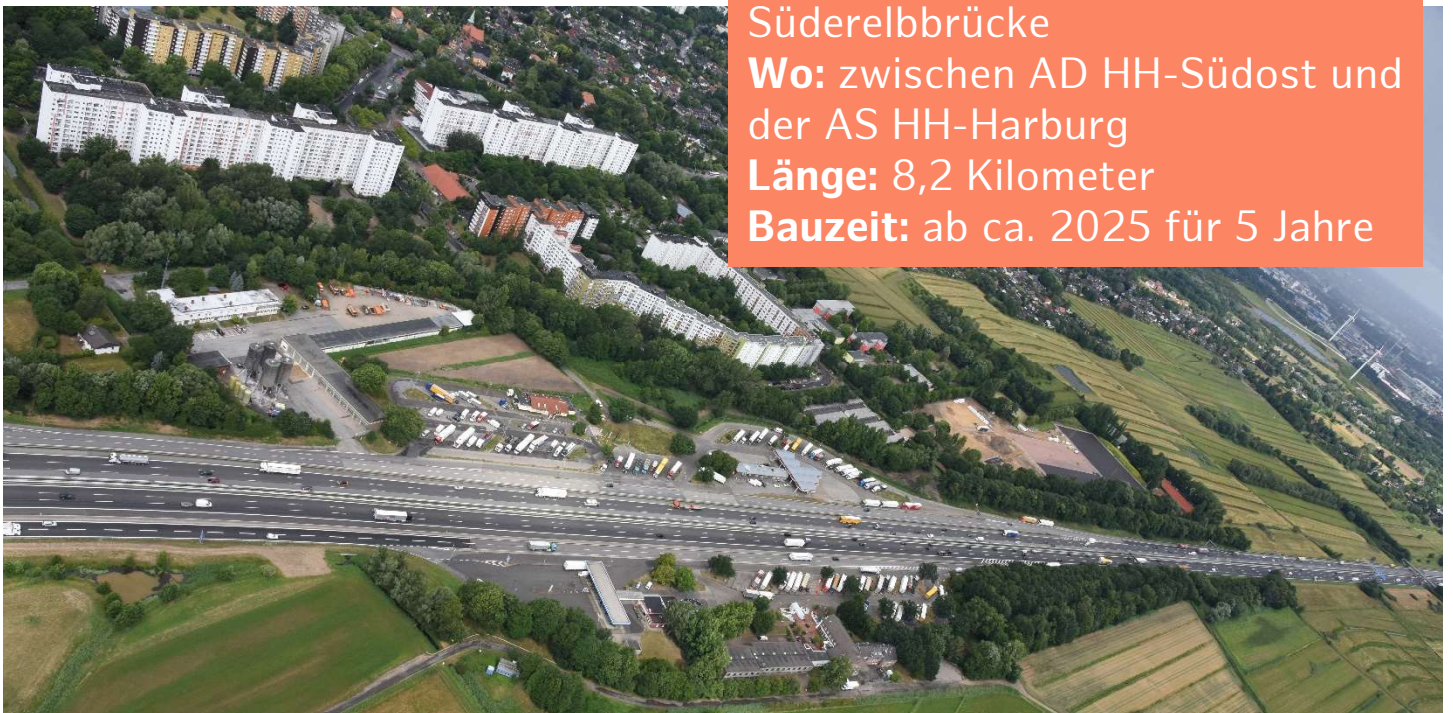 Süderelbbrücke
Wo: zwischen AD HH-Südost und
der AS HH-Harburg
Länge: 8,2 Kilometer
Bauzeit: ab ca. 2025 für 5 Jahre